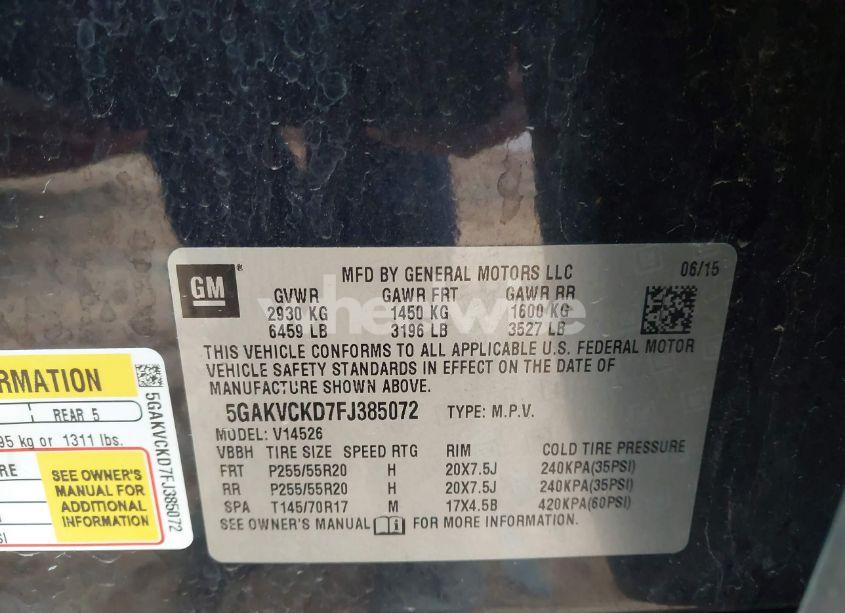 GM
MFD BY GENERAL MOTORS LLC 06/15
GVWR GAWR FRT GAWR RR
2930 KG 1450 KG 1600 KG
6459 LB 3196 LB 3527 LB
THIS VEHICLE CONFORMS TO ALL APPLICABLE U.S. FEDERAL MOTOR
VEHICLE SAFETY STANDARDS IN EFFECT ON THE DATE OF
MANUFACTURE SHOWN ABOVE.
5GAKVCKD7FJ385072 TYPE: M.P.V.
MODEL: V14526
VBBH TIRE SIZE SPEED RTG RIM COLD TIRE PRESSURE
FRT P255/55R20 H 20X7.5J 240KPA(35PSI)
RR P255/55R20 H 20X7.5J 240KPA(35PSI)
SPA T145/70R17 M 17X4.5B 420KPA(60PSI)
SEE OWNER'S MANUAL FOR MORE INFORMATION.
RMATION
REAR 5
95 kg or 1311 lbs.
RE
SEE OWNER'S
MANUAL FOR
ADDITIONAL
INFORMATION
SI
5GAKVCKD7FJ385072